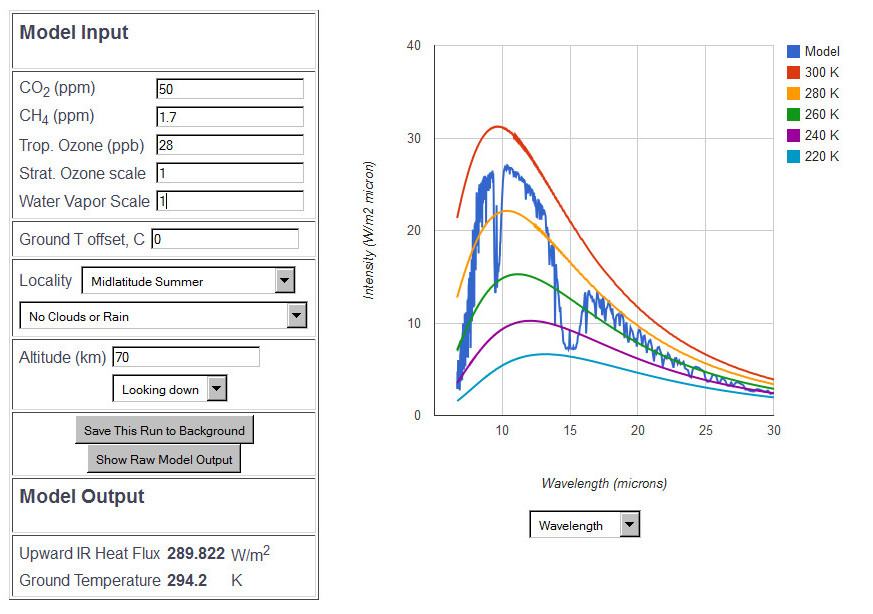 Model Input
CO2 (ppm) 50
CH4 (ppm) 1.7
Trop. Ozone (ppb) 28
Strat. Ozone scale 1
Water Vapor Scale 1
Ground T offset, C 0
Locality Midlatitude Summer
No Clouds or Rain
Altitude (km) 70
Looking down
Save This Run to Background
Show Raw Model Output
Model Output
Upward IR Heat Flux 289.822 W/m2
Ground Temperature 294.2 K
40
30
20
10
0
Intensity (W/m2 micron)
10 15 20 25 30
Wavelength (microns)
Wavelength
Model
300 K
280 K
260 K
240 K
220 K